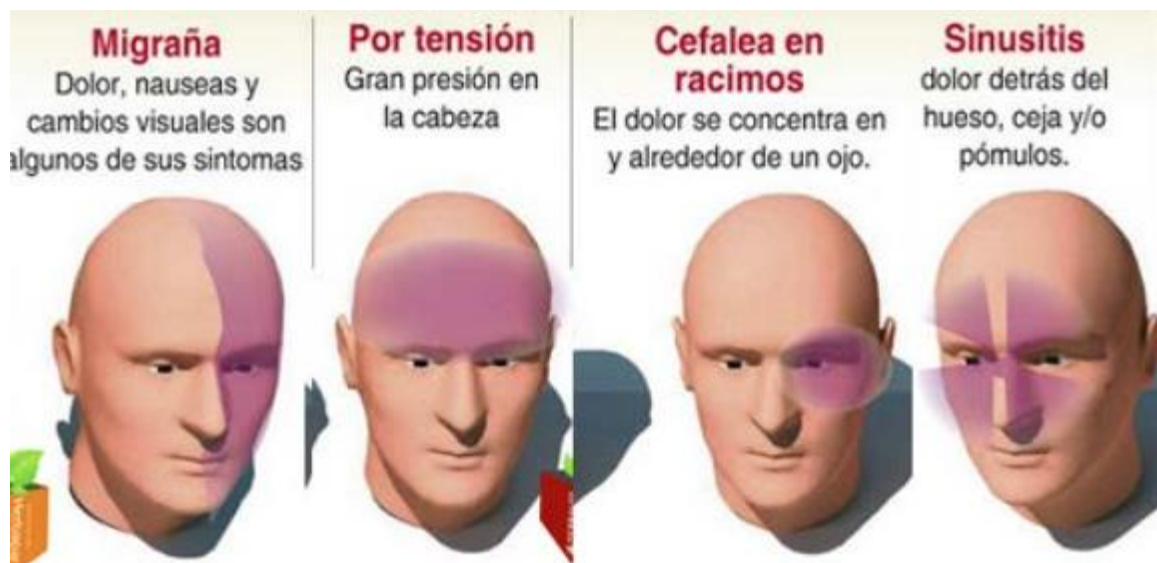 Migraña
Dolor, nauseas y
cambios visuales son
algunos de sus sintomas
Por tensión
Gran presión en
la cabeza
Cefalea en
racimos
El dolor se concentra en
y alrededor de un ojo.
Sinusitis
dolor detrás del
hueso, ceja y/o
pómulos.